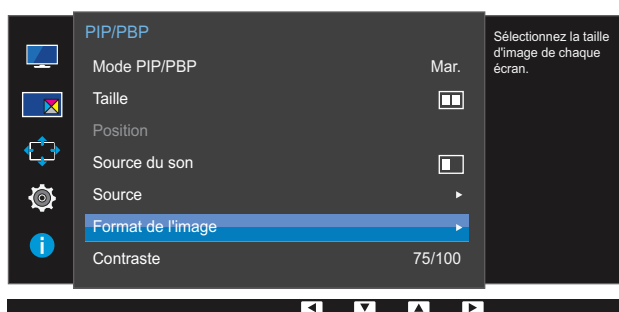 PIP/PBP
Mode PIP/PBP Mar.
Taille
Position
Source du son
Source
Format de l'image
Contraste 75/100
Sélectionnez la taille
d'image de chaque
écran.